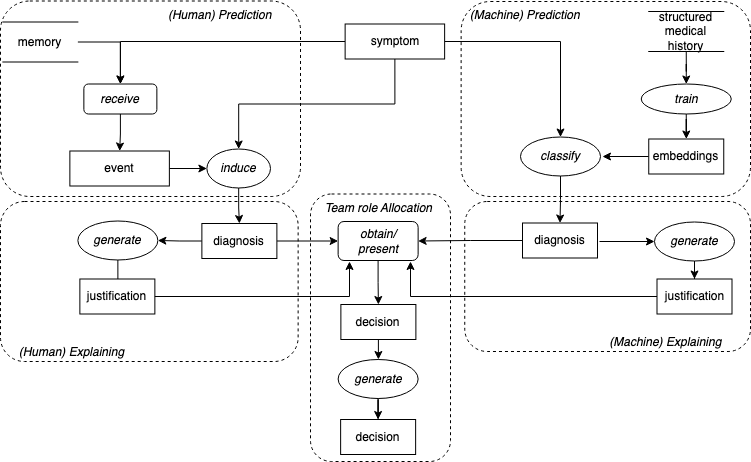 (Human) Prediction
(Machine) Prediction
structured
medical
history
memory
symptom
receive
train
event
induce
classify
embeddings
Team role Allocation
generate
diagnosis
obtain/
present
diagnosis
generate
justification
justification
decision
(Human) Explaining
(Machine) Explaining
generate
decision